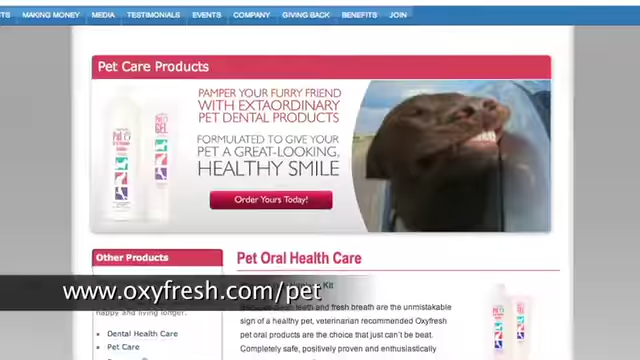 MAKING MONEY MEDIA TESTIMONIALS EVENTS COMPANY GIVING BACK BENEFITS JOIN
Pet Care Products
PAMPER YOUR FURRY FRIEND
WITH EXTAORDINARY
PET DENTAL PRODUCTS
FORMULATED TO GIVE YOUR
PET A GREAT-LOOKING,
HEALTHY SMILE
Order Yours Today!
Other Products
Pet Oral Health Care
www.oxyfresh.com/pet
Kit
teeth and fresh breath are the unmistakable
happy and living longer.
sign of a healthy pet, veterinarian recommended Oxyfresh
Dental Health Care
pet oral products are the choice that just can't be beat.
Pet Care
Completely safe, positively proven and enthusiastically